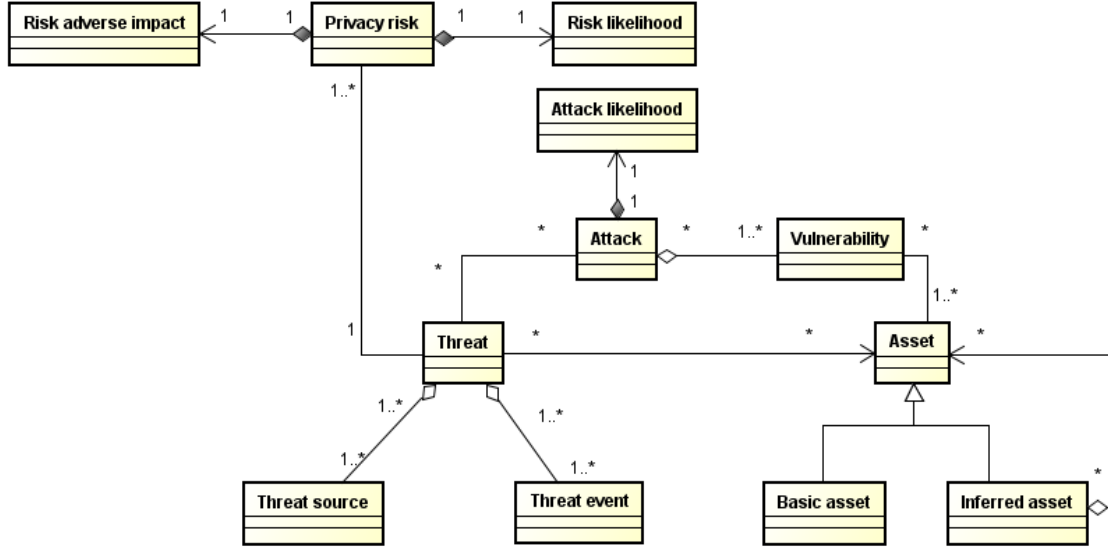 Risk adverse impact
1
1
Privacy risk
1
1
Risk likelihood
1..*
Attack likelihood
1
1
*
Attack
*
1..*
Vulnerability
*
*
1..*
1
Threat
*
*
Asset
*
1..*
1..*
1..*
1..*
*
Threat source
Threat event
Basic asset
Inferred asset